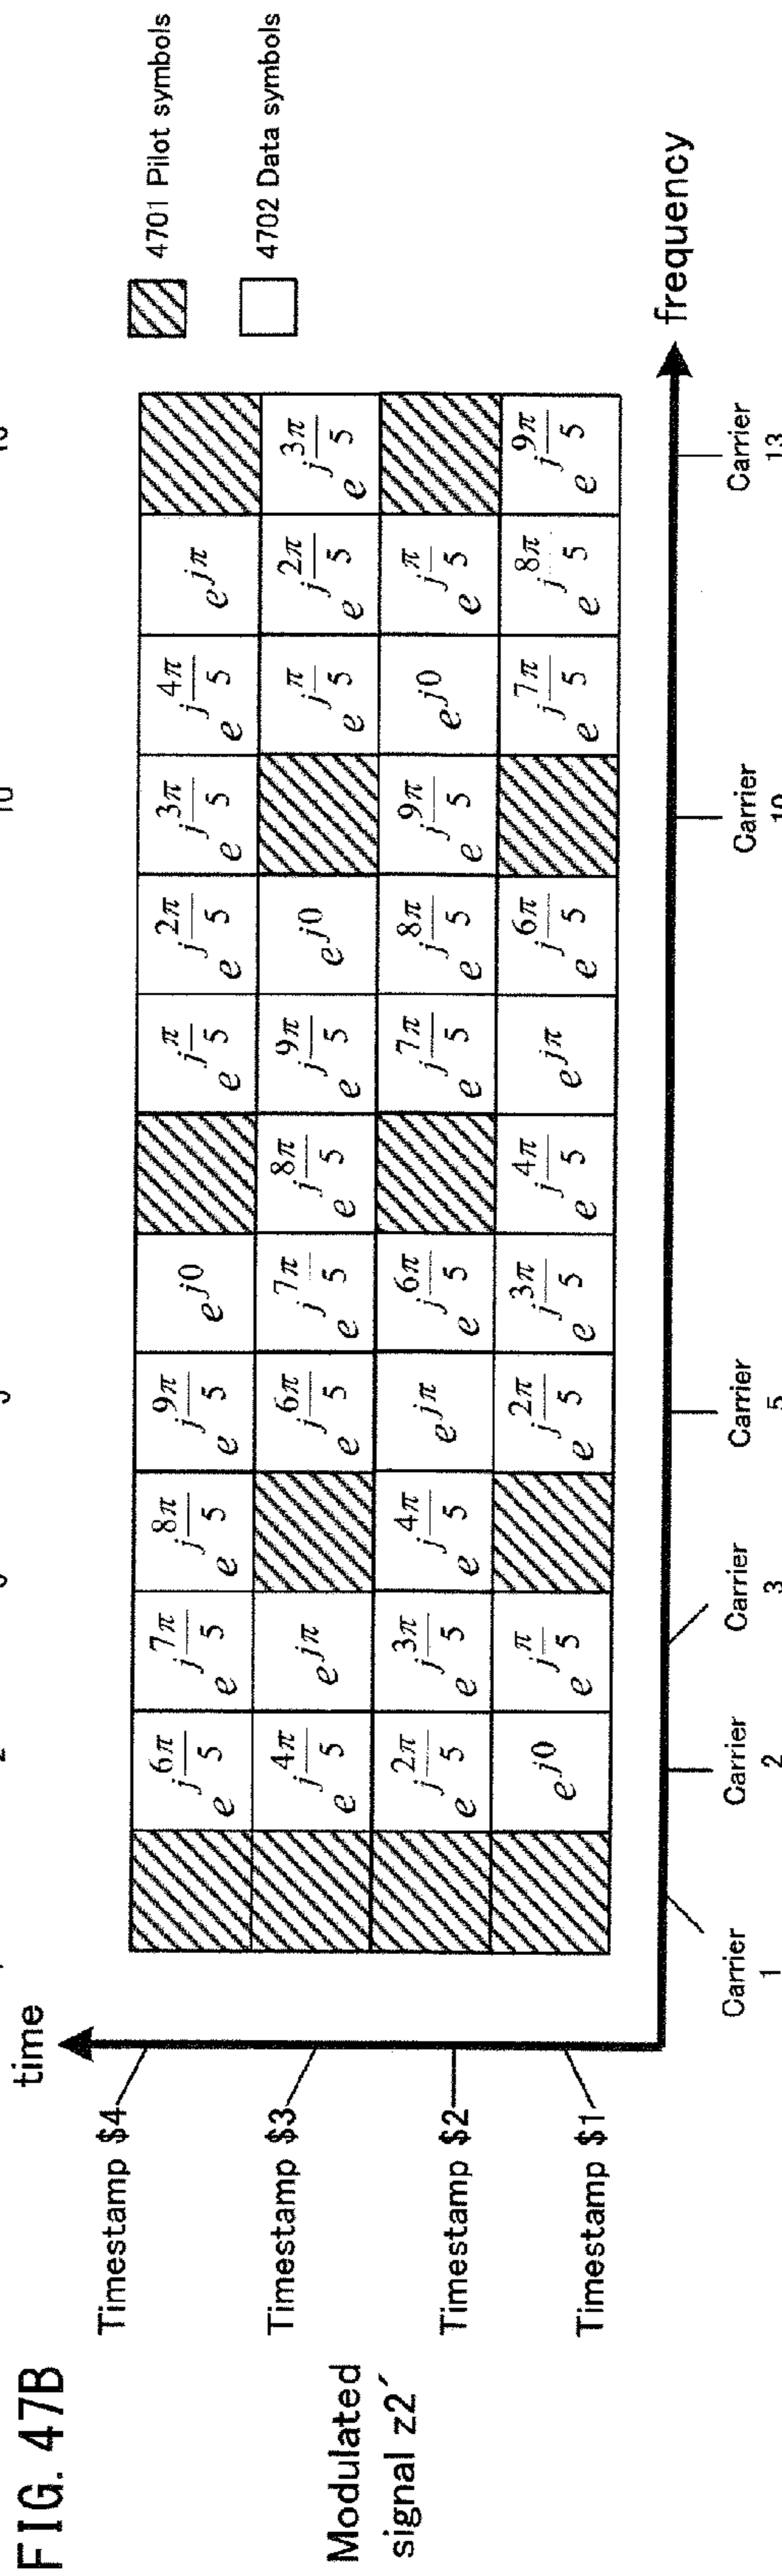 FIG. 47B
Modulated
signal z2´
time
4701 Pilot symbols
4702 Data symbols
Timestamp $4
e^{j6π/5} e^{j7π/5} e^{j8π/5} e^{j9π/5} e^{j0} e^{jπ/5} e^{j2π/5} e^{j3π/5} e^{j4π/5} e^{jπ}
Timestamp $3
e^{j4π/5} e^{jπ} e^{j6π/5} e^{j7π/5} e^{j8π/5} e^{j9π/5} e^{j0} e^{jπ/5} e^{j2π/5} e^{j3π/5}
Timestamp $2
e^{j2π/5} e^{j3π/5} e^{j4π/5} e^{jπ} e^{j6π/5} e^{j7π/5} e^{j8π/5} e^{j9π/5} e^{j0} e^{jπ/5}
Timestamp $1
e^{j0} e^{jπ/5} e^{j2π/5} e^{j3π/5} e^{j4π/5} e^{jπ} e^{j6π/5} e^{j7π/5} e^{j8π/5} e^{j9π/5}
frequency
Carrier
1
Carrier
2
Carrier
3
Carrier
5
Carrier
10
Carrier
13